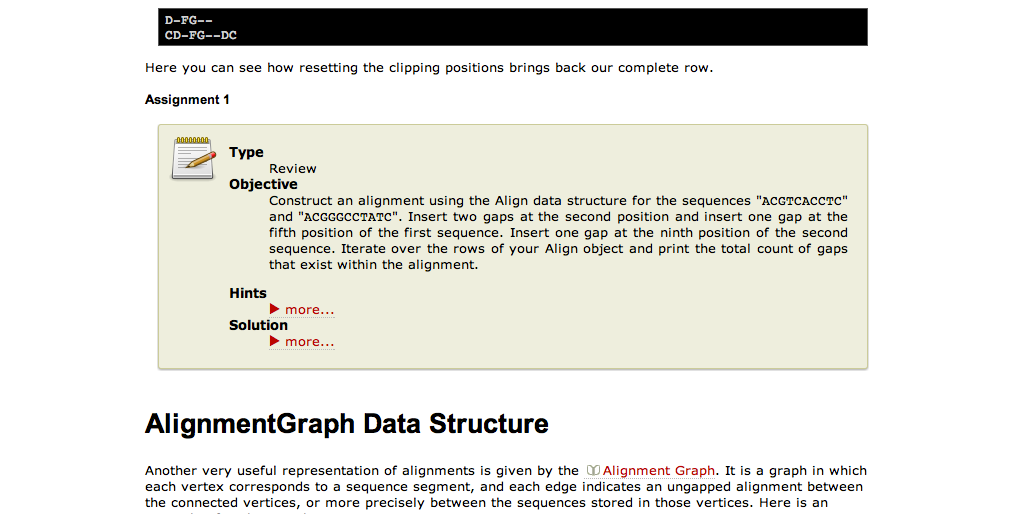 D-FG--
CD-FG--DC
Here you can see how resetting the clipping positions brings back our complete row.
Assignment 1
Type
Review
Objective
Construct an alignment using the Align data structure for the sequences "ACGTCACCTC"
and "ACGGGCCTATC". Insert two gaps at the second position and insert one gap at the
fifth position of the first sequence. Insert one gap at the ninth position of the second
sequence. Iterate over the rows of your Align object and print the total count of gaps
that exist within the alignment.
Hints
more...
Solution
more...
AlignmentGraph Data Structure
Another very useful representation of alignments is given by the Alignment Graph. It is a graph in which
each vertex corresponds to a sequence segment, and each edge indicates an ungapped alignment between
the connected vertices, or more precisely between the sequences stored in those vertices. Here is an